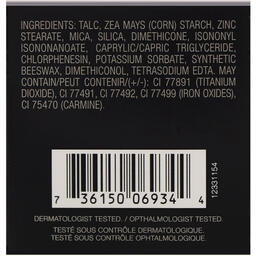 INGREDIENTS: TALC, ZEA MAYS (CORN) STARCH, ZINC
STEARATE, MICA, SILICA, DIMETHICONE, ISONONYL
ISONONANOATE, CAPRYLIC/CAPRIC TRIGLYCERIDE,
CHLORPHENESIN, POTASSIUM SORBATE, SYNTHETIC
BEESWAX, DIMETHICONOL, TETRASODIUM EDTA. MAY
CONTENT/PEUT CONTENIR/(+/-): CI 77891 (TITANIUM
DIOXIDE), CI 77491, CI 77492, CI 77499 (IRON OXIDES),
CI 75470 (CARMINE).
7 36150 06934 4
12331154
DERMATOLOGIST TESTED. / OPTHALMOLOGIST TESTED.
TESTÉ SOUS CONTRÔLE DERMATOLOGIQUE. /
TESTÉ SOUS CONTRÔLE OPHTALMOLOGIQUE.